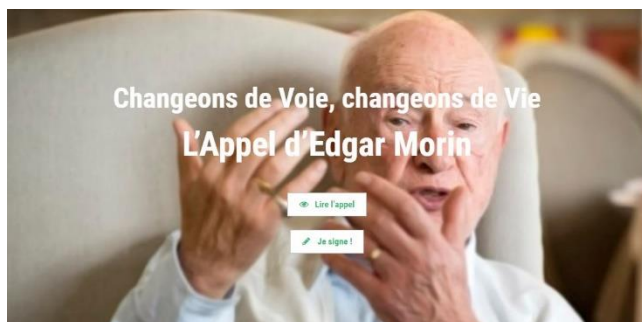 Changeons de Voie, changeons de Vie
L'Appel d'Edgar Morin
Lire l'appel
Je signe !